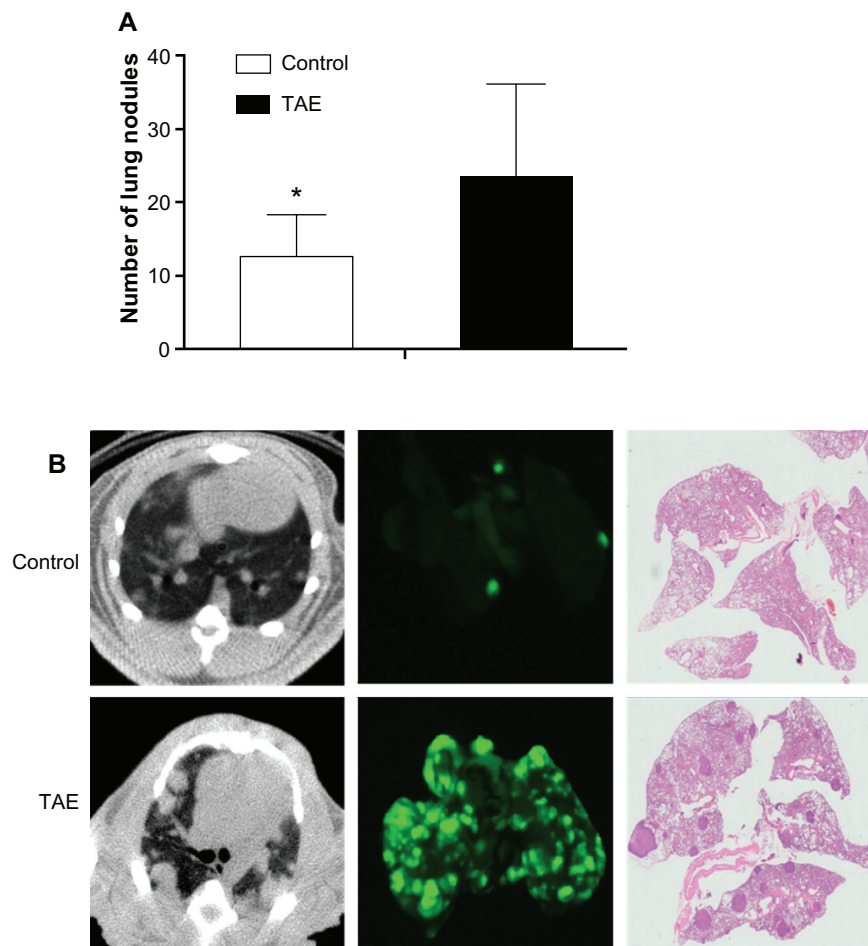 A
Number of lung nodules
40
30
20
10
0
Control
TAE
*
B
Control
TAE